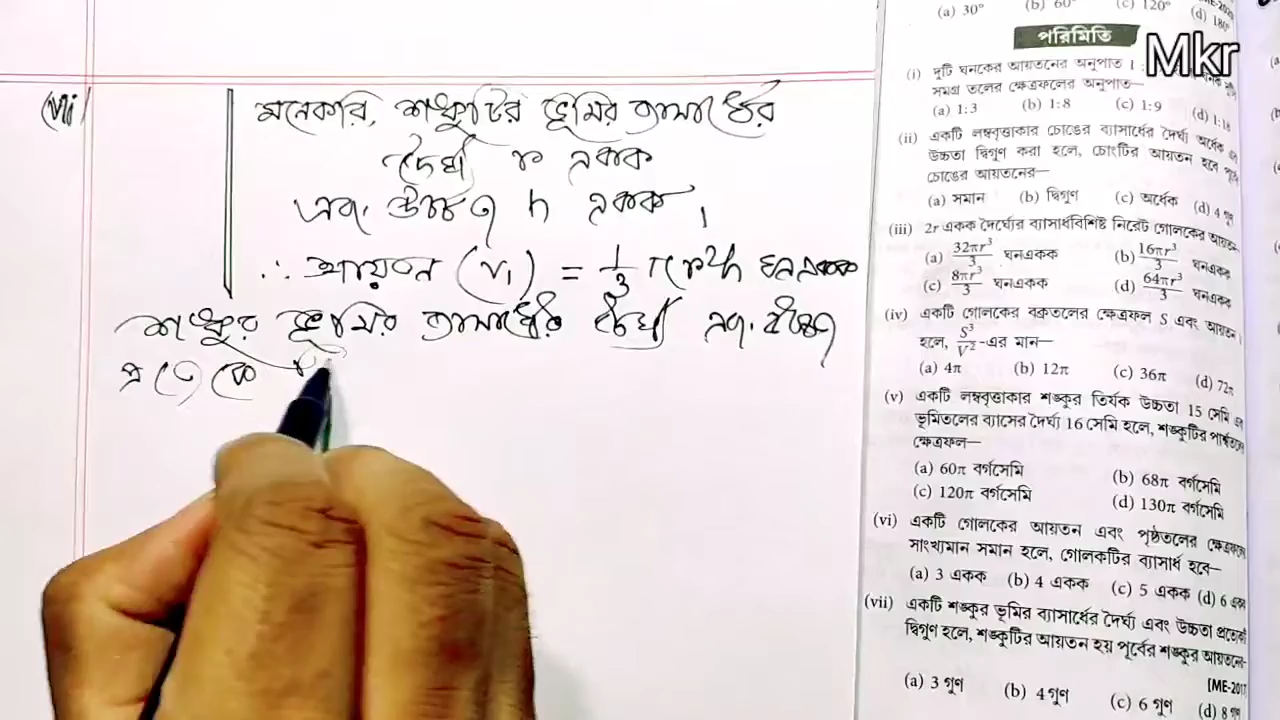 (vii) মনেকরি, শঙ্কুটির ভূমির ব্যাসার্ধের
দৈর্ঘ্য r একক
এবং উচ্চতা h একক ।
∴ আয়তন (V₁) = 1/3 πr²h ঘনএকক
শঙ্কুর ভূমির ব্যাসার্ধের দৈর্ঘ্য এবং উচ্চতা
প্রত্যেকে
(a) 30° (b) 60° (c) 120° (d) 180°
[ME-20
পরিমিতি
Mkr
(i) দুটি ঘনকের আয়তনের অনুপাত 1 :
সমগ্র তলের ক্ষেত্রফলের অনুপাত—
(a) 1:3 (b) 1:8 (c) 1:9 (d) 1:18
(ii) একটি লম্ববৃত্তাকার চোঙের ব্যাসার্ধের দৈর্ঘ্য অর্ধেক এবং
উচ্চতা দ্বিগুণ করা হলে, চোংটির আয়তন হবে পূর্বের
চোঙের আয়তনের—
(a) সমান (b) দ্বিগুণ (c) অর্ধেক (d) 4 গুণ
(iii) 2r একক দৈর্ঘ্যের ব্যাসার্ধবিশিষ্ট নিরেট গোলকের আয়তন—
(a) 32πr³/3 ঘনএকক (b) 16πr³/3 ঘনএকক
(c) 8πr³/3 ঘনএকক (d) 64πr³/3 ঘনএকক
(iv) একটি গোলকের বক্রতলের ক্ষেত্রফল S এবং আয়তন
হলে, S³/V²-এর মান—
(a) 4π (b) 12π (c) 36π (d) 72π
(v) একটি লম্ববৃত্তাকার শঙ্কুর তির্যক উচ্চতা 15 সেমি এবং
ভূমিতলের ব্যাসের দৈর্ঘ্য 16 সেমি হলে, শঙ্কুটির পার্শ্বতলের
ক্ষেত্রফল—
(a) 60π বর্গসেমি (b) 68π বর্গসেমি
(c) 120π বর্গসেমি (d) 130π বর্গসেমি
(vi) একটি গোলকের আয়তন এবং পৃষ্ঠতলের ক্ষেত্রফলের
সাংখ্যমান সমান হলে, গোলকটির ব্যাসার্ধ হবে—
(a) 3 একক (b) 4 একক (c) 5 একক (d) 6 একক
(vii) একটি শঙ্কুর ভূমির ব্যাসার্ধের দৈর্ঘ্য এবং উচ্চতা প্রত্যেকটি
দ্বিগুণ হলে, শঙ্কুটির আয়তন হয় পূর্বের শঙ্কুর আয়তনের—
[ME-2017
(a) 3 গুণ (b) 4 গুণ (c) 6 গুণ (d) 8 গুণ